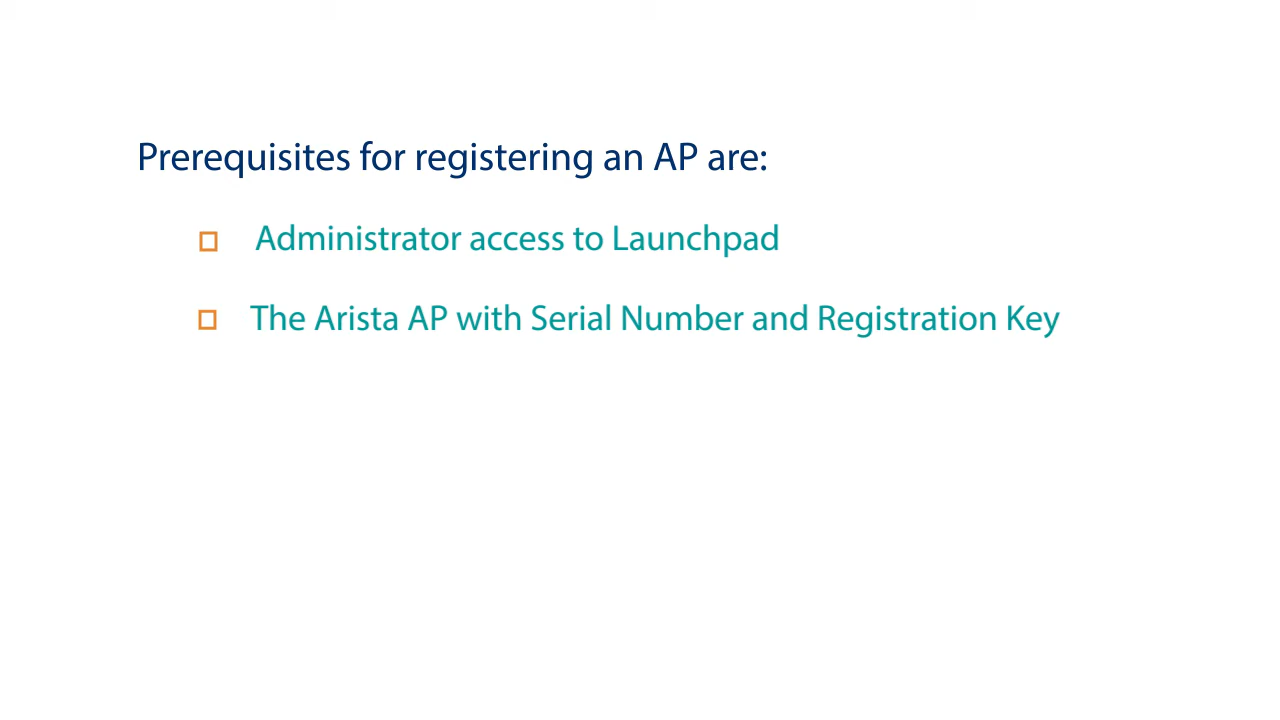 Prerequisites for registering an AP are:
Administrator access to Launchpad
The Arista AP with Serial Number and Registration Key